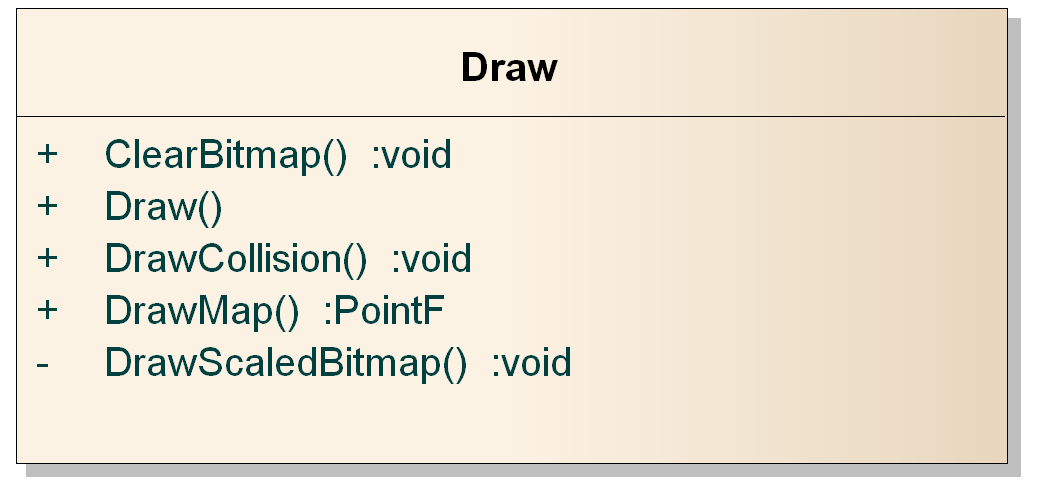 Draw
+ ClearBitmap() :void
+ Draw()
+ DrawCollision() :void
+ DrawMap() :PointF
- DrawScaledBitmap() :void